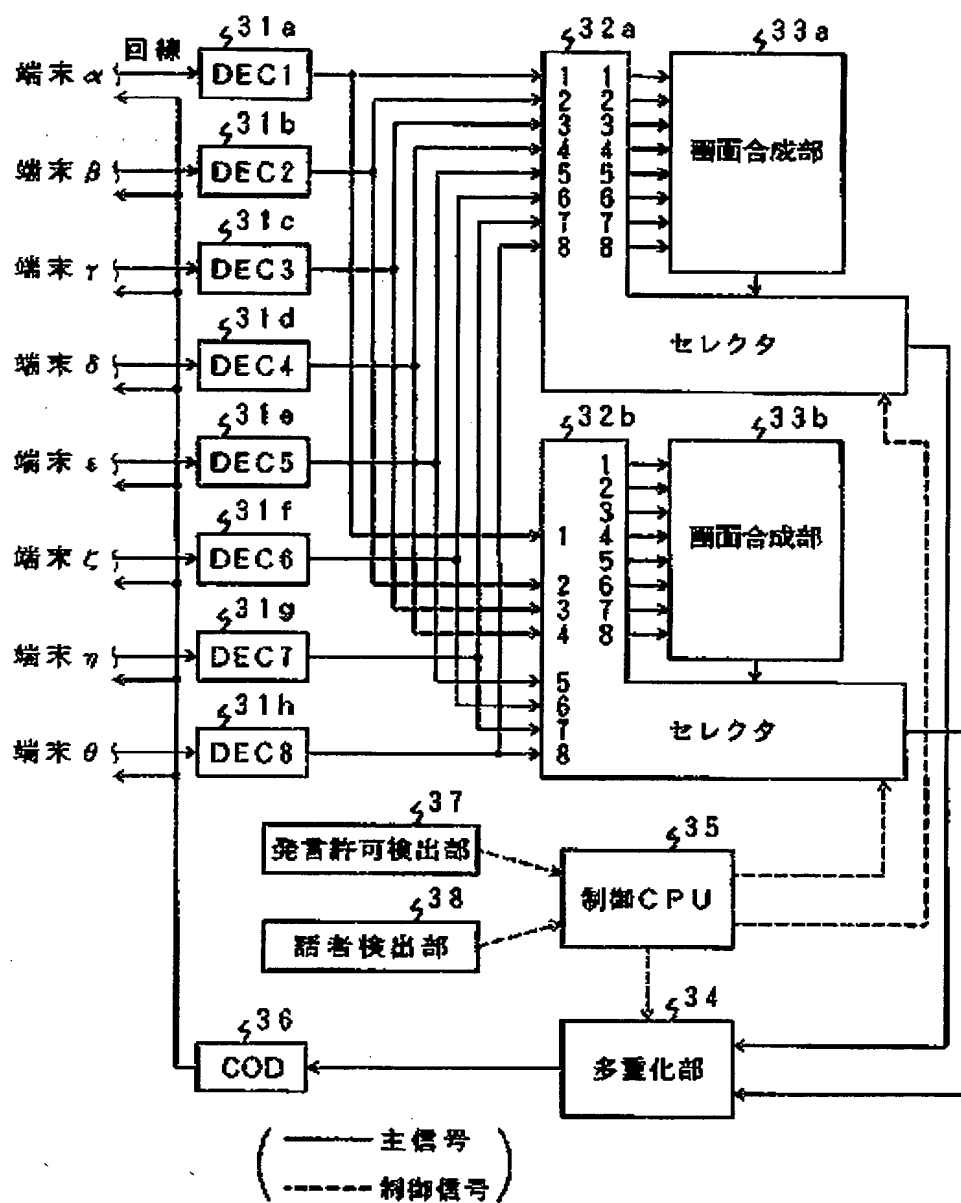 31a
32a
33a
回線
端末 α
DEC1
1 1
2 2
3 3
4 4
5 5
6 6
7 7
8 8
画面合成部
31b
端末 β
DEC2
31c
端末 γ
DEC3
31d
端末 δ
DEC4
セレクタ
31e
端末 ε
DEC5
32b
33b
1
2
3
1 4
5
2 6
3 7
4 8
5
6
7
8
画面合成部
31f
端末 ζ
DEC6
31g
端末 η
DEC7
31h
端末 θ
DEC8
セレクタ
37
発言許可検出部
35
制御CPU
38
話者検出部
36
COD
34
多重化部
主信号
制御信号